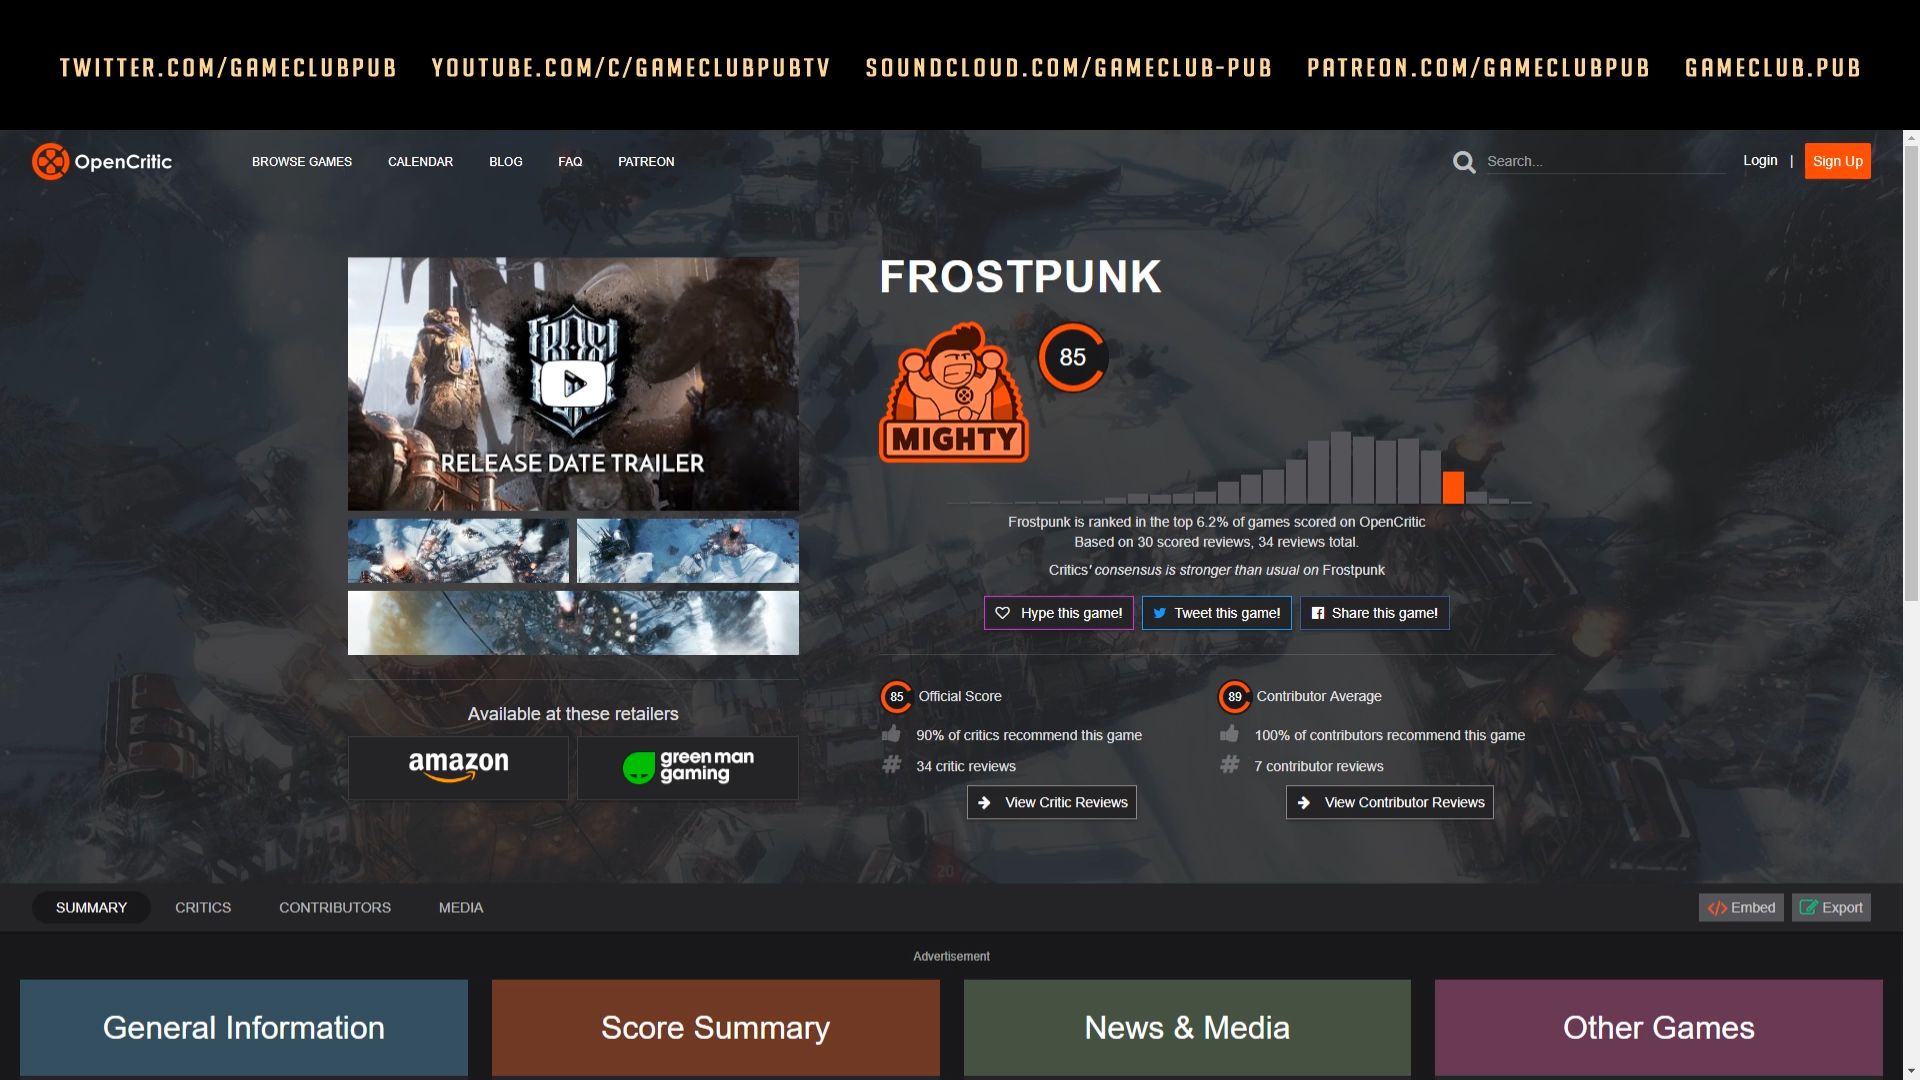 TWITTER.COM/GAMECLUBPUB YOUTUBE.COM/C/GAMECLUBPUBTV SOUNDCLOUD.COM/GAMECLUB-PUB PATREON.COM/GAMECLUBPUB GAMECLUB.PUB
OpenCritic BROWSE GAMES CALENDAR BLOG FAQ PATREON Search... Login | Sign Up
FROSTPUNK
85
MIGHTY
FROST
RELEASE DATE TRAILER
Frostpunk is ranked in the top 6.2% of games scored on OpenCritic
Based on 30 scored reviews, 34 reviews total.
Critics' consensus is stronger than usual on Frostpunk
Hype this game! Tweet this game! Share this game!
Available at these retailers
amazon
green man
gaming
85 Official Score
90% of critics recommend this game
34 critic reviews
View Critic Reviews
89 Contributor Average
100% of contributors recommend this game
7 contributor reviews
View Contributor Reviews
20
SUMMARY CRITICS CONTRIBUTORS MEDIA Embed Export
Advertisement
General Information Score Summary News & Media Other Games